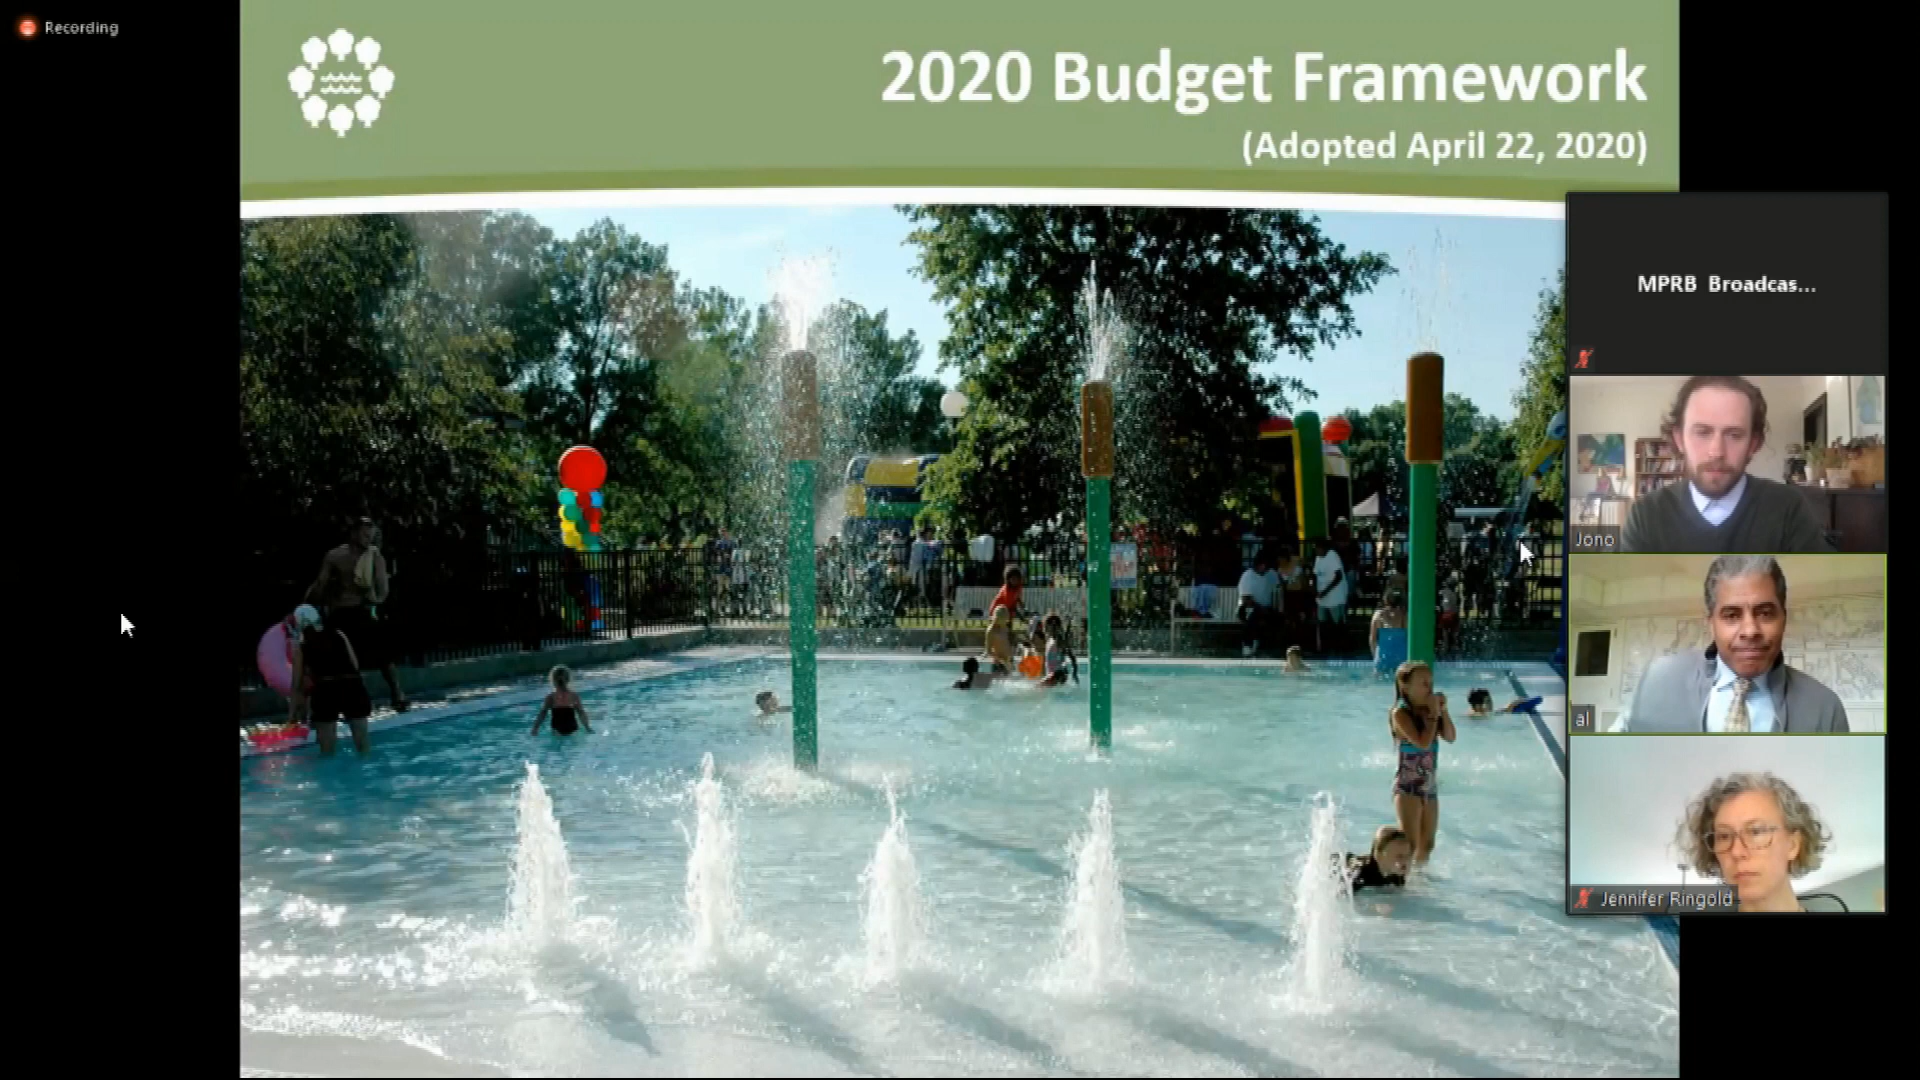 Recording
2020 Budget Framework
(Adopted April 22, 2020)
MPRB Broadcas...
Jono
al
Jennifer Ringold